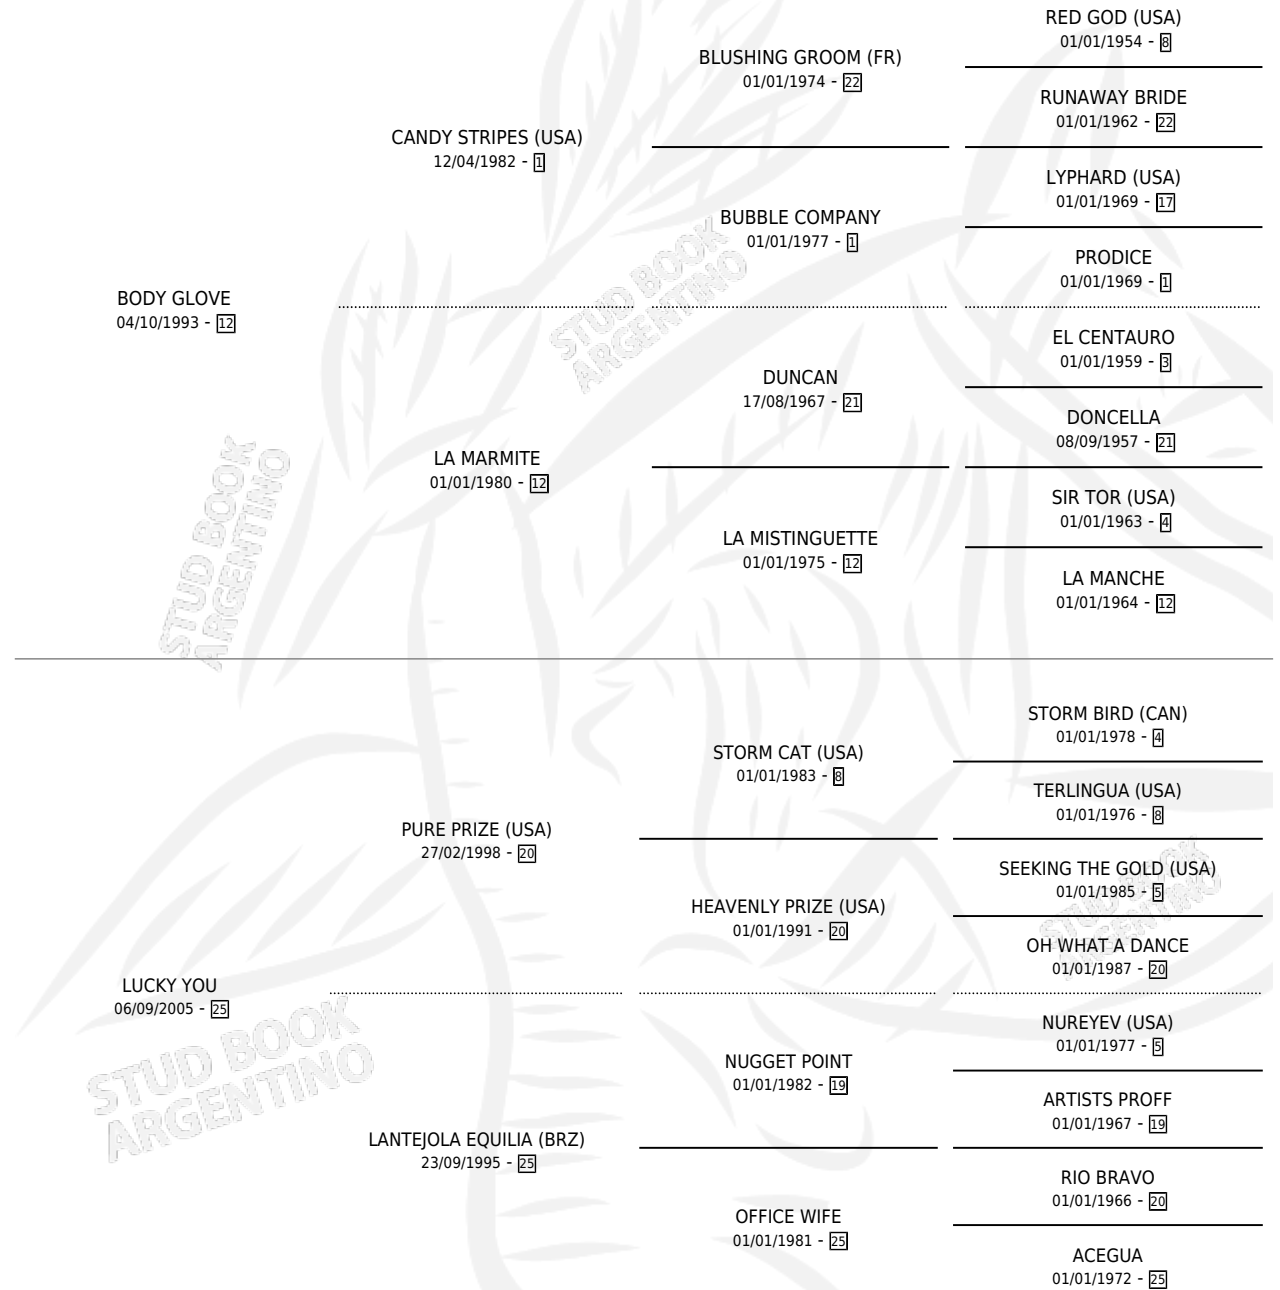 RED GOD (USA)
01/01/1954 - 8
BLUSHING GROOM (FR)
01/01/1974 - 22
RUNAWAY BRIDE
01/01/1962 - 22
CANDY STRIPES (USA)
12/04/1982 - 1
LYPHARD (USA)
01/01/1969 - 17
BUBBLE COMPANY
01/01/1977 - 1
PRODICE
01/01/1969 - 1
BODY GLOVE
04/10/1993 - 12
EL CENTAURO
01/01/1959 - 3
DUNCAN
17/08/1967 - 21
DONCELLA
08/09/1957 - 21
LA MARMITE
01/01/1980 - 12
SIR TOR (USA)
01/01/1963 - 4
LA MISTINGUETTE
01/01/1975 - 12
LA MANCHE
01/01/1964 - 12
STORM BIRD (CAN)
01/01/1978 - 4
STORM CAT (USA)
01/01/1983 - 8
TERLINGUA (USA)
01/01/1976 - 8
PURE PRIZE (USA)
27/02/1998 - 20
SEEKING THE GOLD (USA)
01/01/1985 - 5
HEAVENLY PRIZE (USA)
01/01/1991 - 20
OH WHAT A DANCE
01/01/1987 - 20
LUCKY YOU
06/09/2005 - 25
NUREYEV (USA)
01/01/1977 - 5
NUGGET POINT
01/01/1982 - 19
ARTISTS PROFF
01/01/1967 - 19
LANTEJOLA EQUILIA (BRZ)
23/09/1995 - 25
RIO BRAVO
01/01/1966 - 20
OFFICE WIFE
01/01/1981 - 25
ACEGUA
01/01/1972 - 25
STUD BOOK
ARGENTINO
STUD BOOK
ARGENTINO
STUD BOOK
ARGENTINO
STUD BOOK
ARGENTINO